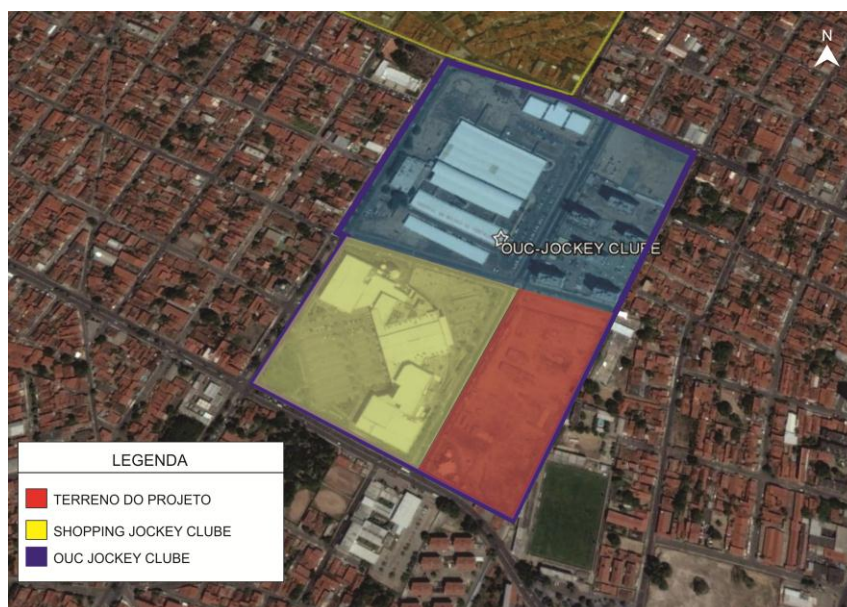 N
OUC-JOCKEY CLUBE
LEGENDA
TERRENO DO PROJETO
SHOPPING JOCKEY CLUBE
OUC JOCKEY CLUBE